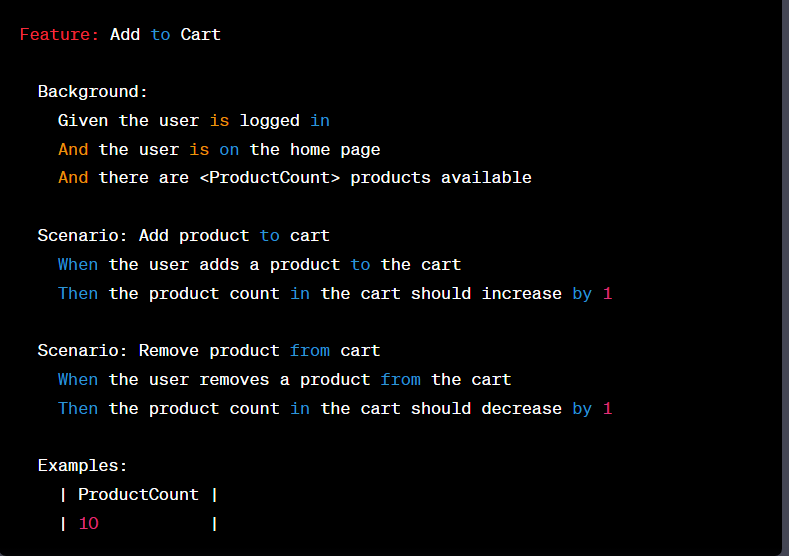 Feature: Add to Cart
Background:
Given the user is logged in
And the user is on the home page
And there are <ProductCount> products available
Scenario: Add product to cart
When the user adds a product to the cart
Then the product count in the cart should increase by 1
Scenario: Remove product from cart
When the user removes a product from the cart
Then the product count in the cart should decrease by 1
Examples:
| ProductCount |
| 10 |